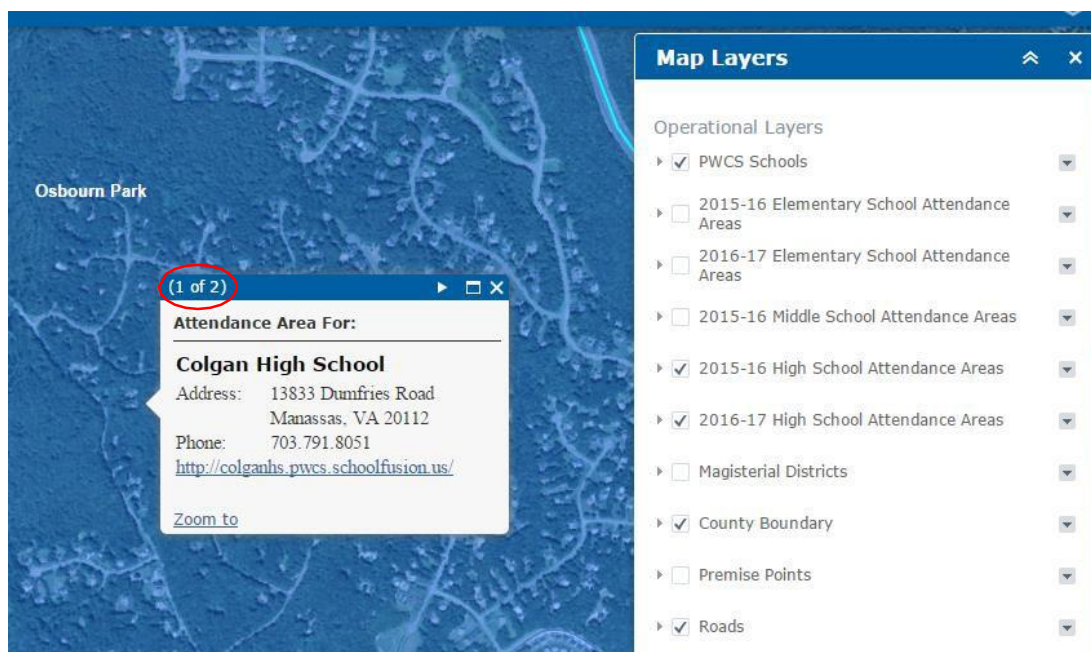 Osbourn Park
(1 of 2)
Attendance Area For:
Colgan High School
Address: 13833 Dumfries Road
Manassas, VA 20112
Phone: 703.791.8051
http://colganhs.pwcs.schoolfusion.us/
Zoom to
Map Layers
Operational Layers
PWCS Schools
2015-16 Elementary School Attendance
Areas
2016-17 Elementary School Attendance
Areas
2015-16 Middle School Attendance Areas
2015-16 High School Attendance Areas
2016-17 High School Attendance Areas
Magisterial Districts
County Boundary
Premise Points
Roads